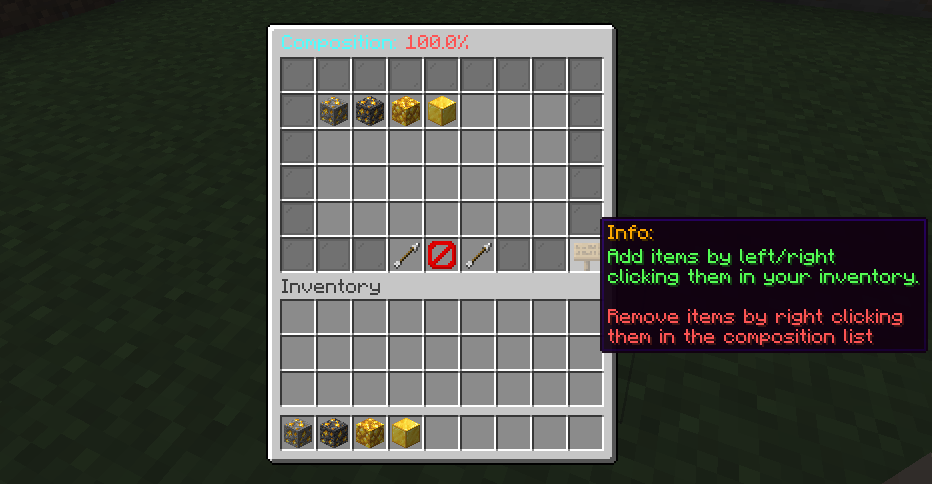 Composition: 100.0%
Info:
Add items by left/right
clicking them in your inventory.
Remove items by right clicking
them in the composition list
Inventory